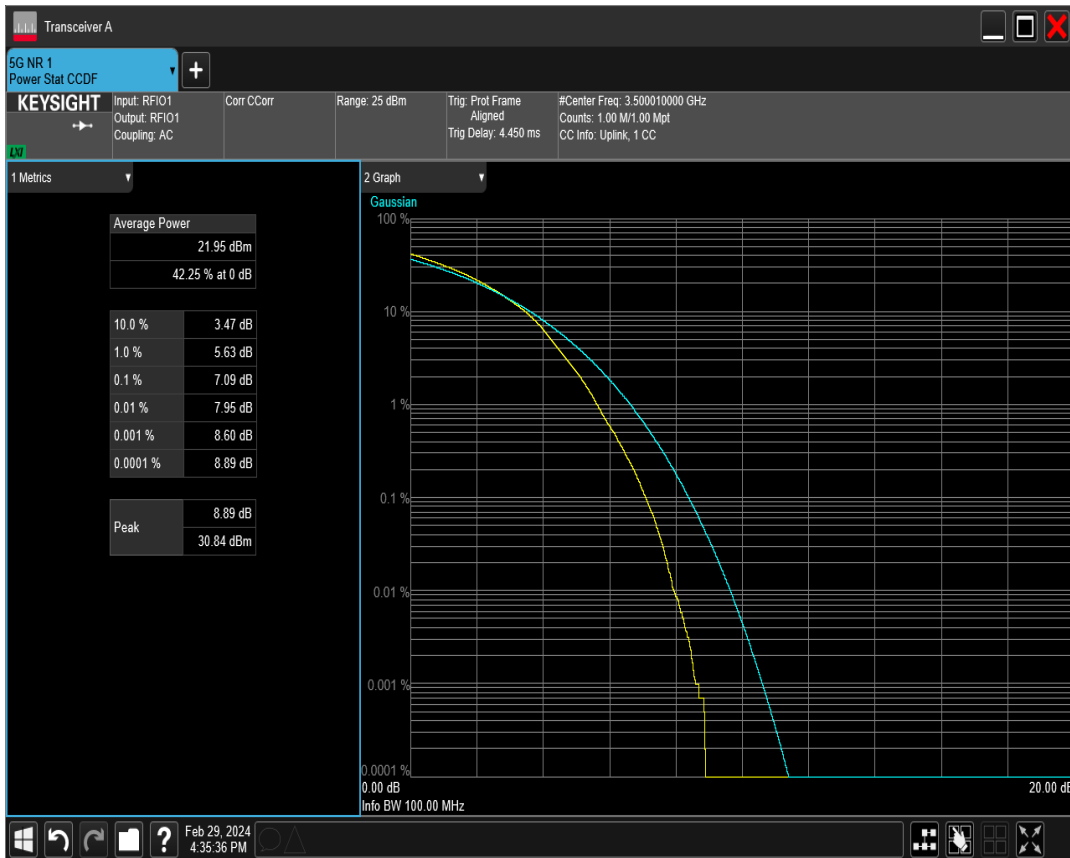 Transceiver A
5G NR 1
Power Stat CCDF
KEYSIGHT
LXI
Input: RFIO1
Output: RFIO1
Coupling: AC
Corr CCorr
Range: 25 dBm
Trig: Prot Frame
Aligned
Trig Delay: 4.450 ms
#Center Freq: 3.500010000 GHz
Counts: 1.00 M/1.00 Mpt
CC Info: Uplink, 1 CC
1 Metrics
Average Power
21.95 dBm
42.25 % at 0 dB
10.0 % 3.47 dB
1.0 % 5.63 dB
0.1 % 7.09 dB
0.01 % 7.95 dB
0.001 % 8.60 dB
0.0001 % 8.89 dB
Peak
8.89 dB
30.84 dBm
2 Graph
Gaussian
100 %
10 %
1 %
0.1 %
0.01 %
0.001 %
0.0001 %
0.00 dB
20.00 dB
Info BW 100.00 MHz
?
Feb 29, 2024
4:35:36 PM